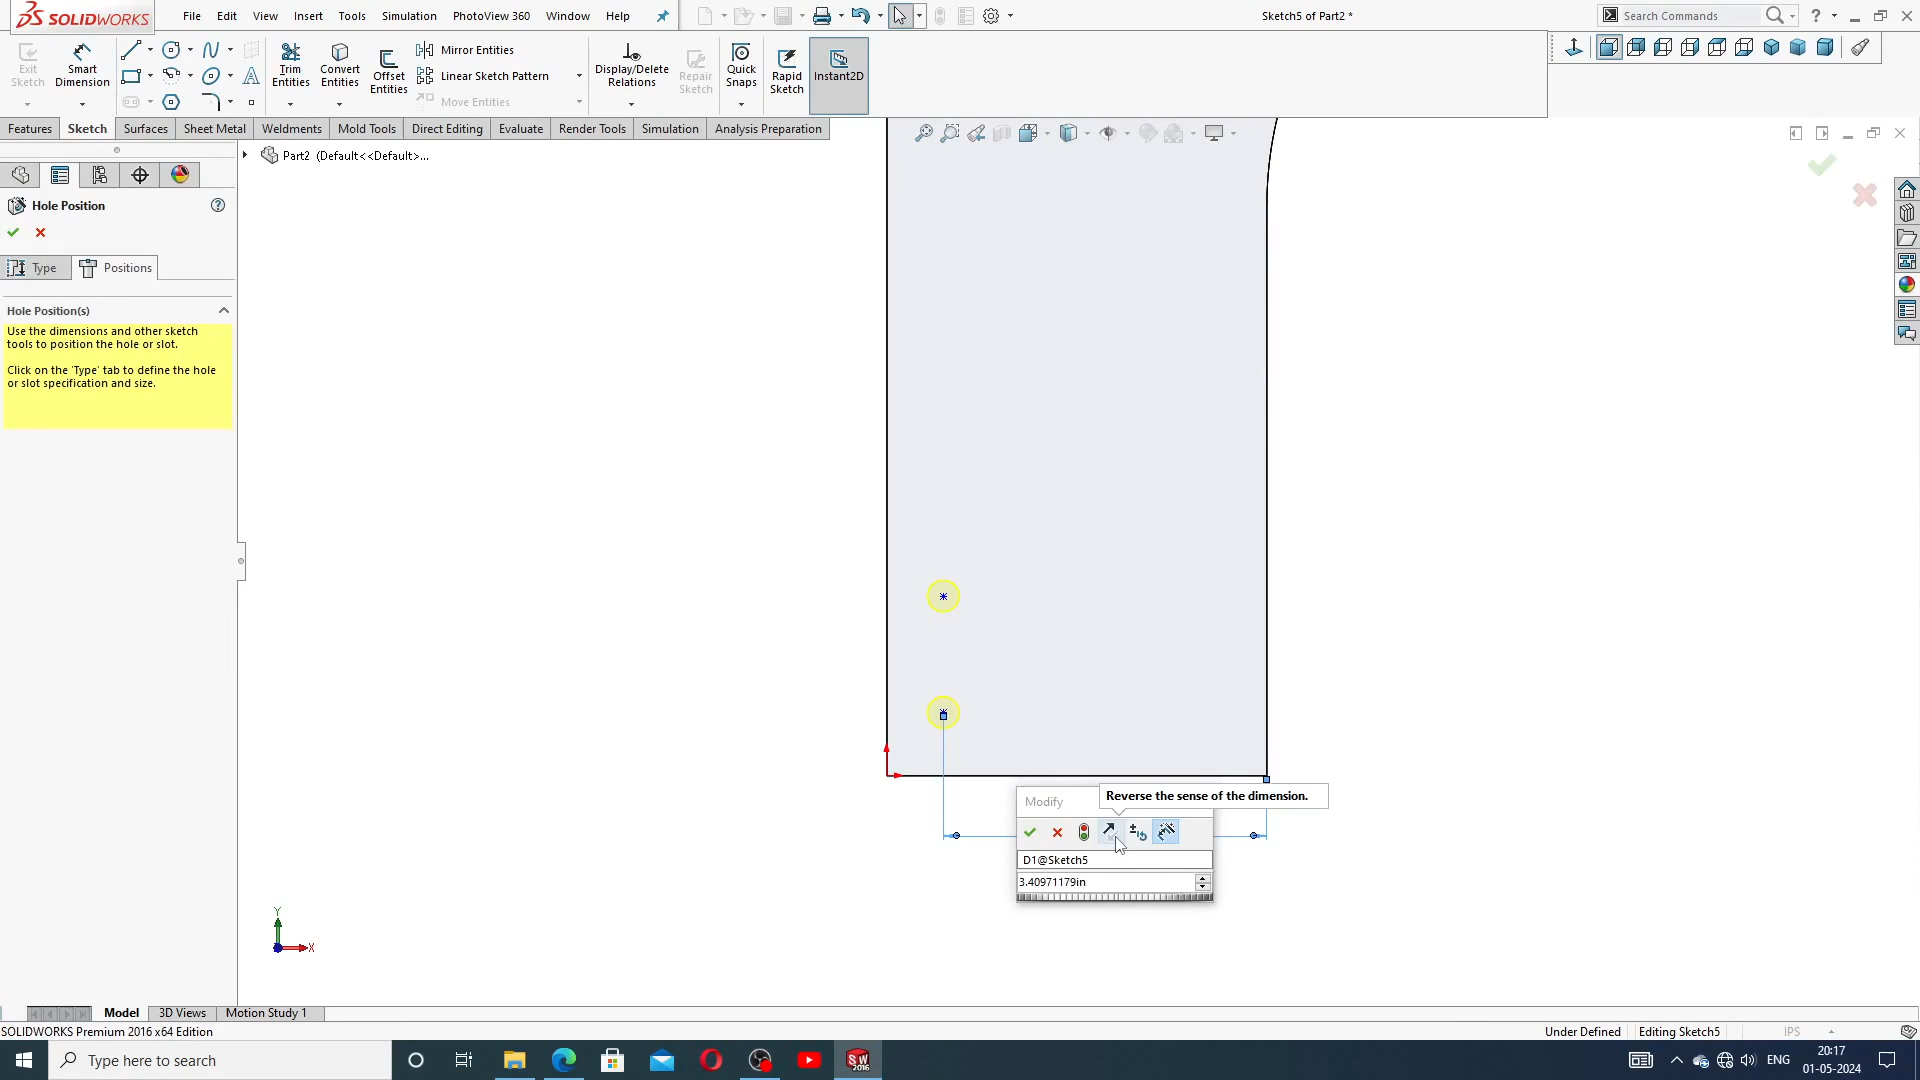 SOLIDWORKS
File Edit View Insert Tools Simulation PhotoView 360 Window Help
Sketch5 of Part2 *
Search Commands
Exit Sketch
Smart Dimension
Trim Entities
Convert Entities
Offset Entities
Mirror Entities
Linear Sketch Pattern
Move Entities
Display/Delete Relations
Repair Sketch
Quick Snaps
Rapid Sketch
Instant2D
Features Sketch Surfaces Sheet Metal Weldments Mold Tools Direct Editing Evaluate Render Tools Simulation Analysis Preparation
Part2 (Default<<Default>...
Hole Position
Type Positions
Hole Position(s)
Use the dimensions and other sketch
tools to position the hole or slot.
Click on the 'Type' tab to define the hole
or slot specification and size.
Modify
Reverse the sense of the dimension.
D1@Sketch5
3.40971179in
Y
X
Model 3D Views Motion Study 1
SOLIDWORKS Premium 2016 x64 Edition
Under Defined Editing Sketch5 IPS
Type here to search
SW
2016
ENG
20:17
01-05-2024